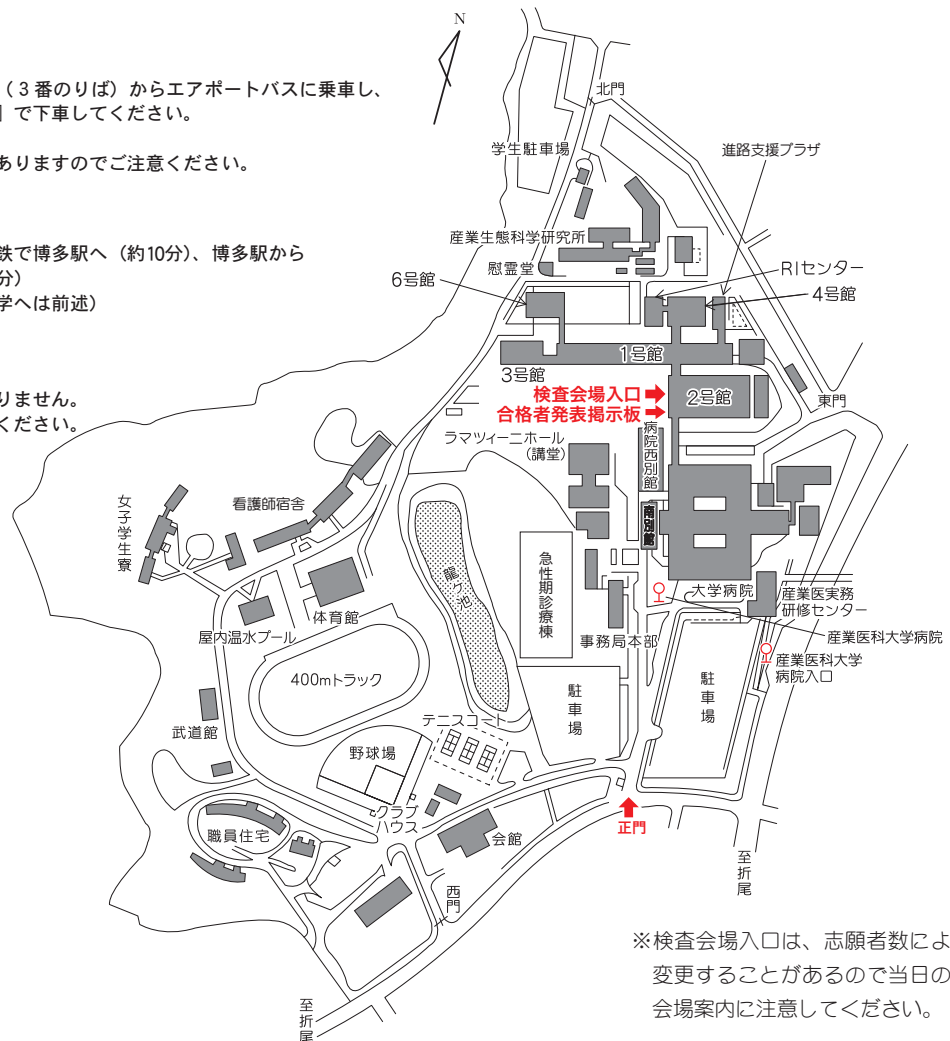 N
（３番のりば）からエアポートバスに乗車し、
」で下車してください。
ありますのでご注意ください。
鉄で博多駅へ（約10分）、博多駅から
分）
学へは前述）
りません。
ください。
北門
学生駐車場
進路支援プラザ
産業生態科学研究所
慰霊堂
RIセンター
6号館
4号館
1号館
3号館
検査会場入口
2号館
合格者発表掲示板
東門
ラマツィーニホール
（講堂）
病院西別館
看護師宿舎
女子学生寮
南別館
龍ケ池
急性期診療棟
大学病院
産業医実務
研修センター
体育館
屋内温水プール
事務局本部
産業医科大学病院
産業医科大学
病院入口
400mトラック
駐車場
駐車場
武道館
テニスコート
野球場
クラブ
ハウス
正門
職員住宅
会館
至折尾
西門
至折尾
※検査会場入口は、志願者数によ
変更することがあるので当日の
会場案内に注意してください。